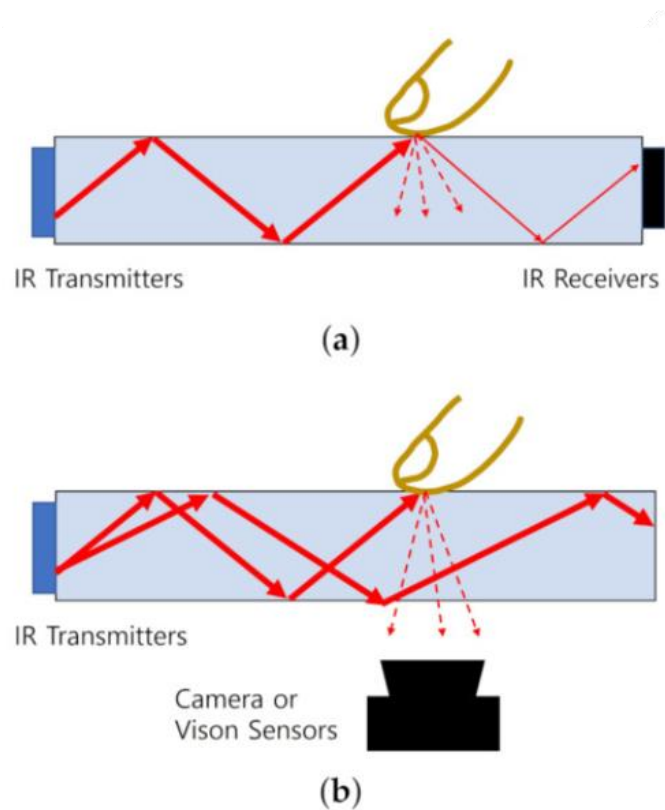 IR Transmitters
IR Receivers
(a)
IR Transmitters
Camera or
Vison Sensors
(b)